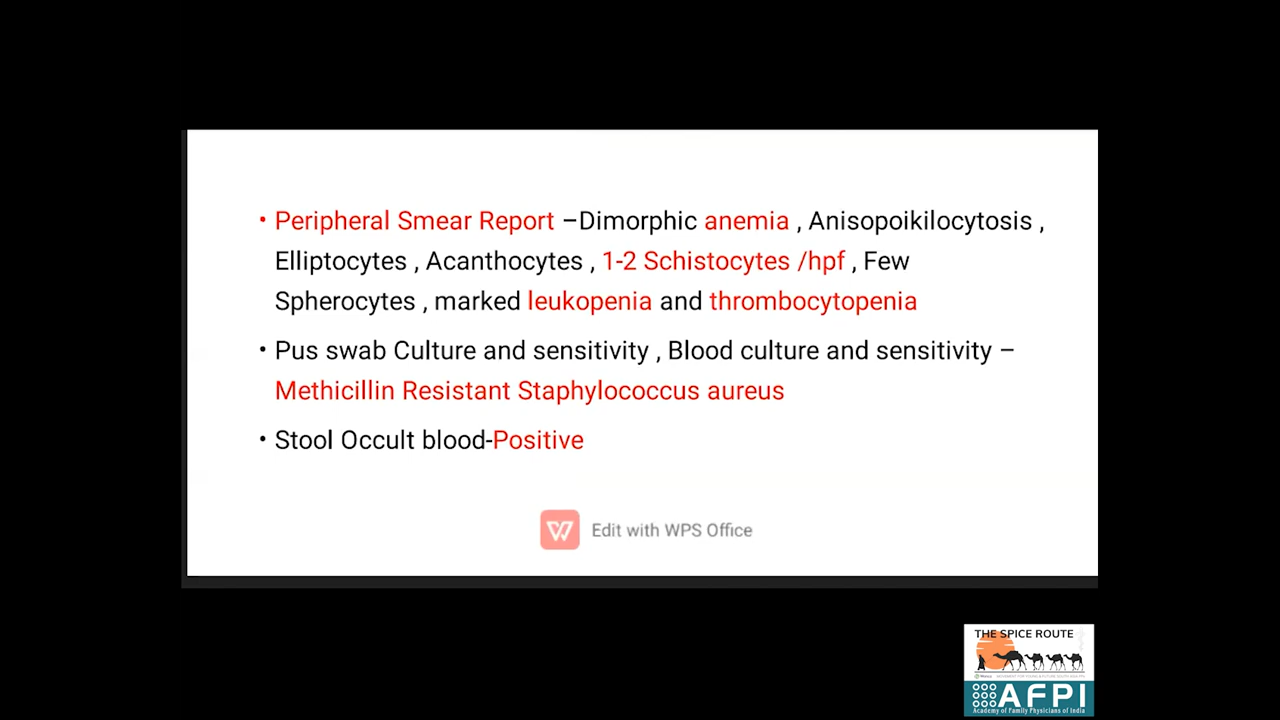 • Peripheral Smear Report –Dimorphic anemia , Anisopoikilocytosis ,
Elliptocytes , Acanthocytes , 1-2 Schistocytes /hpf , Few
Spherocytes , marked leukopenia and thrombocytopenia
• Pus swab Culture and sensitivity , Blood culture and sensitivity –
Methicillin Resistant Staphylococcus aureus
• Stool Occult blood-Positive
Edit with WPS Office
THE SPICE ROUTE
AFPI
Academy of Family Physicians of India